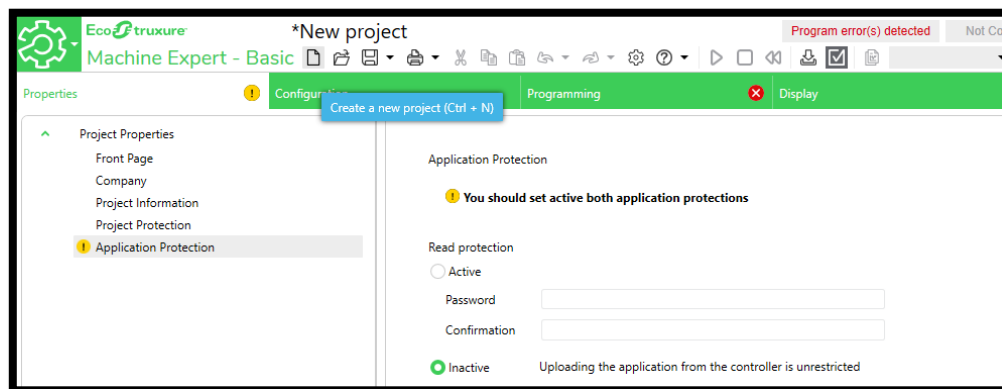 EcoStruxure
*New project
Program error(s) detected
Not Co
Machine Expert - Basic
Properties
Configuration
Programming
Display
Create a new project (Ctrl + N)
Project Properties
Front Page
Company
Project Information
Project Protection
Application Protection
Application Protection
You should set active both application protections
Read protection
Active
Password
Confirmation
Inactive
Uploading the application from the controller is unrestricted